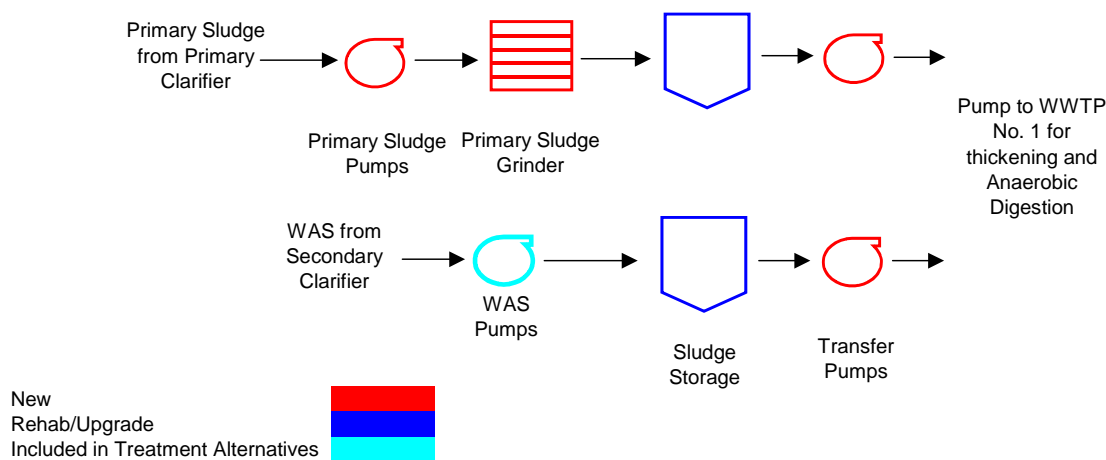 Primary Sludge
from Primary
Clarifier
Primary Sludge
Pumps
Primary Sludge
Grinder
Pump to WWTP
No. 1 for
thickening and
Anaerobic
Digestion
WAS from
Secondary
Clarifier
WAS
Pumps
Sludge
Storage
Transfer
Pumps
New
Rehab/Upgrade
Included in Treatment Alternatives